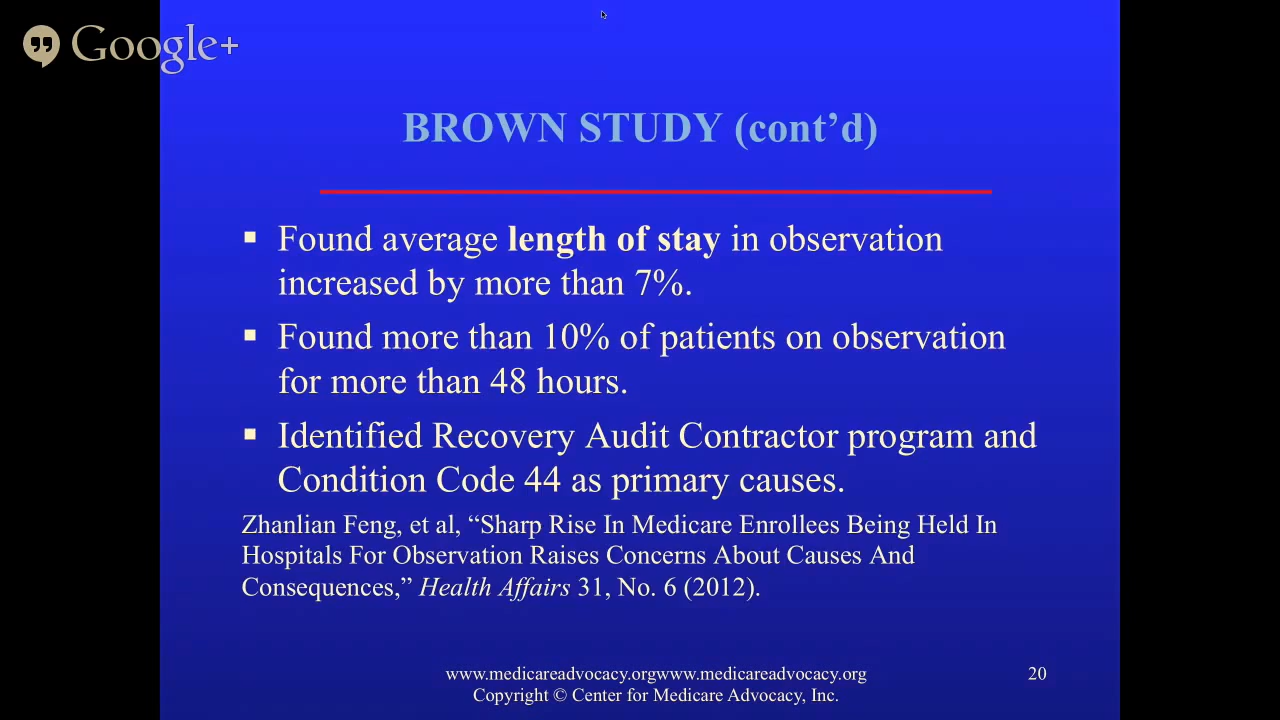 Google+
BROWN STUDY (cont’d)
▪ Found average length of stay in observation
increased by more than 7%.
▪ Found more than 10% of patients on observation
for more than 48 hours.
▪ Identified Recovery Audit Contractor program and
Condition Code 44 as primary causes.
Zhanlian Feng, et al, “Sharp Rise In Medicare Enrollees Being Held In
Hospitals For Observation Raises Concerns About Causes And
Consequences,” Health Affairs 31, No. 6 (2012).
www.medicareadvocacy.orgwww.medicareadvocacy.org
Copyright © Center for Medicare Advocacy, Inc.
20